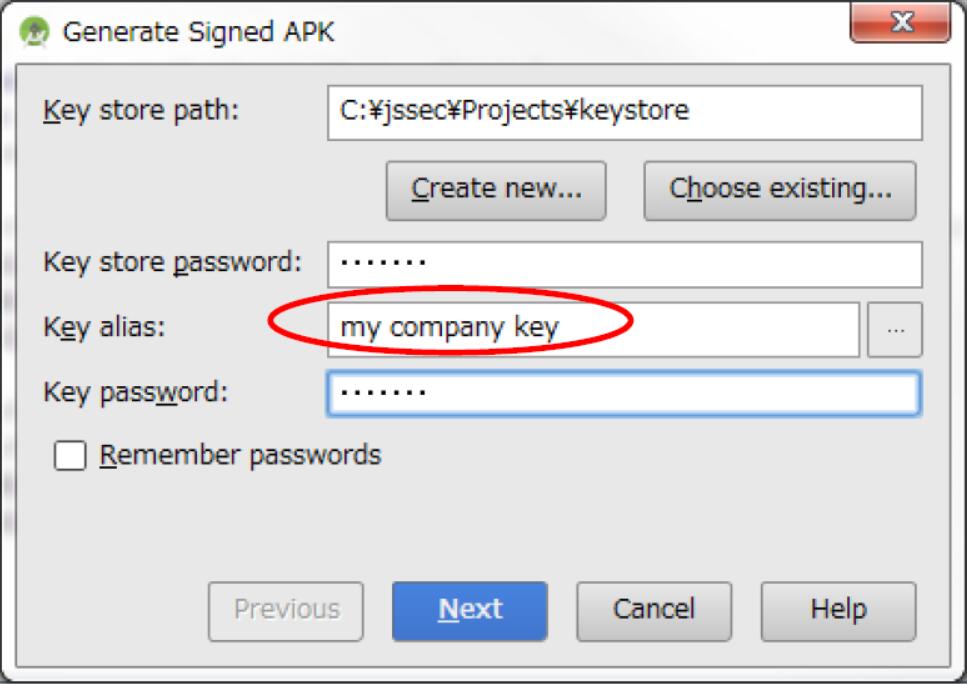 Generate Signed APK
Key store path: C:¥jssec¥Projects¥keystore
Create new... Choose existing...
Key store password: •••••••
Key alias: my company key ...
Key password: •••••••
Remember passwords
Previous Next Cancel Help